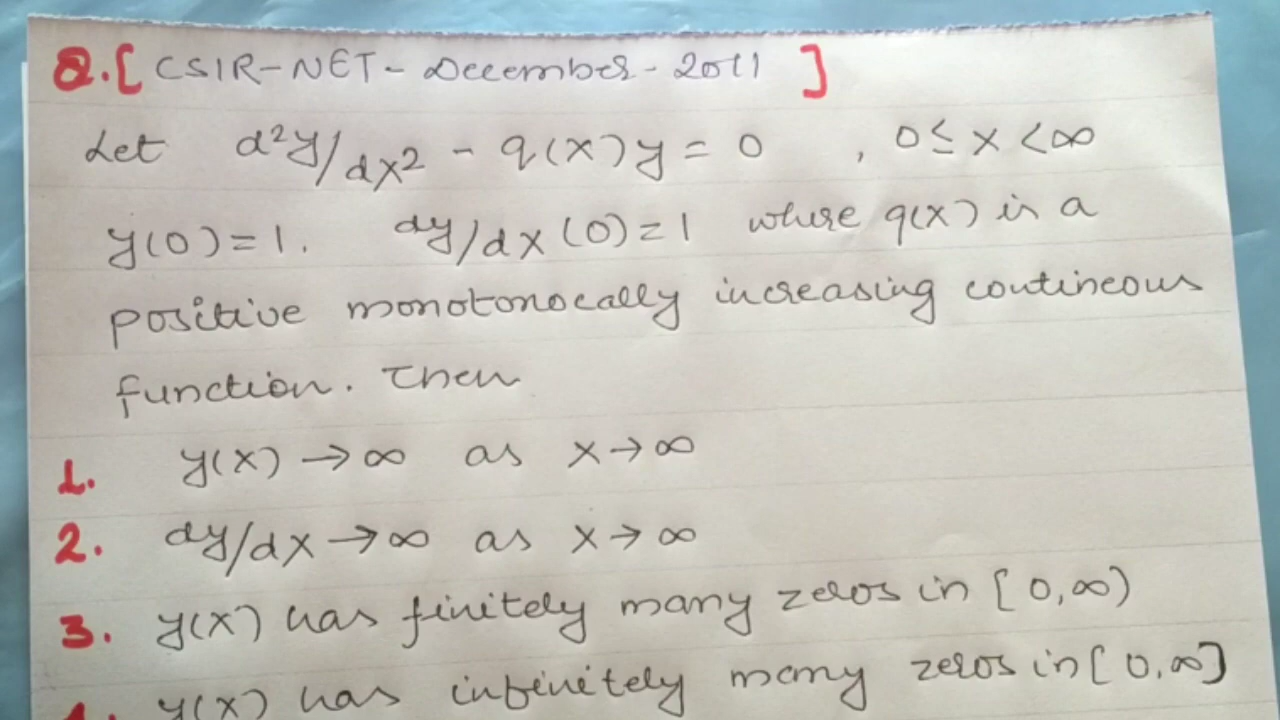 Q. [ CSIR-NET- December- 2011 ]
Let d²y/dx² - q(x)y = 0 , 0 ≤ x < ∞
y(0)=1. dy/dx (0)=1 where q(x) is a
positive monotonocally increasing contineous
function. Then
1. y(x) → ∞ as x → ∞
2. dy/dx → ∞ as x → ∞
3. y(x) has finitely many zeros in [0,∞)
4. y(x) has infinitely many zeros in [0,∞]